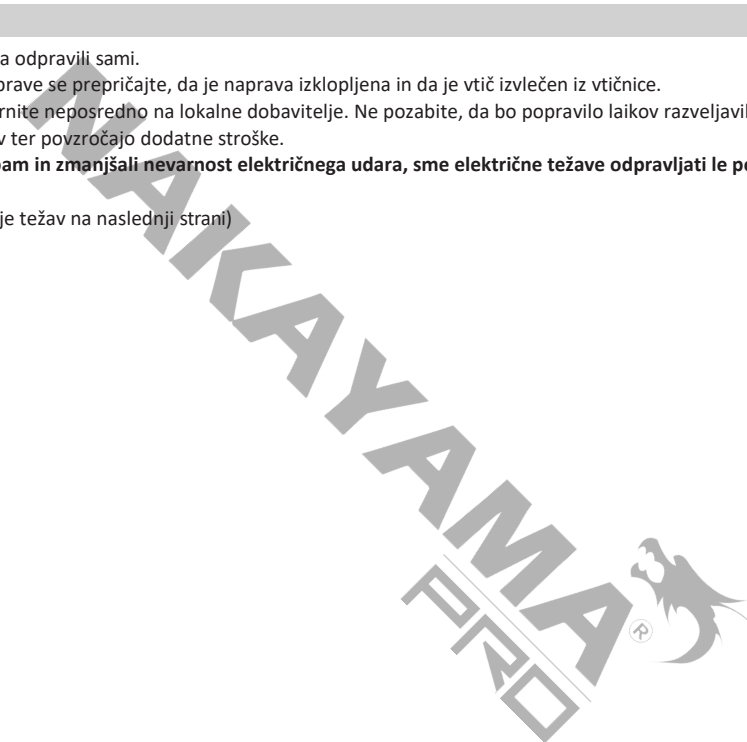 a odpravili sami.
prave se prepričajte, da je naprava izklopljena in da je vtič izvlečen iz vtičnice.
rnite neposredno na lokalne dobavitelje. Ne pozabite, da bo popravilo laikov razveljavil
v ter povzročajo dodatne stroške.
bam in zmanjšali nevarnost električnega udara, sme električne težave odpravljati le po
je težav na naslednji strani)
NAKAYAMA
PRO
®